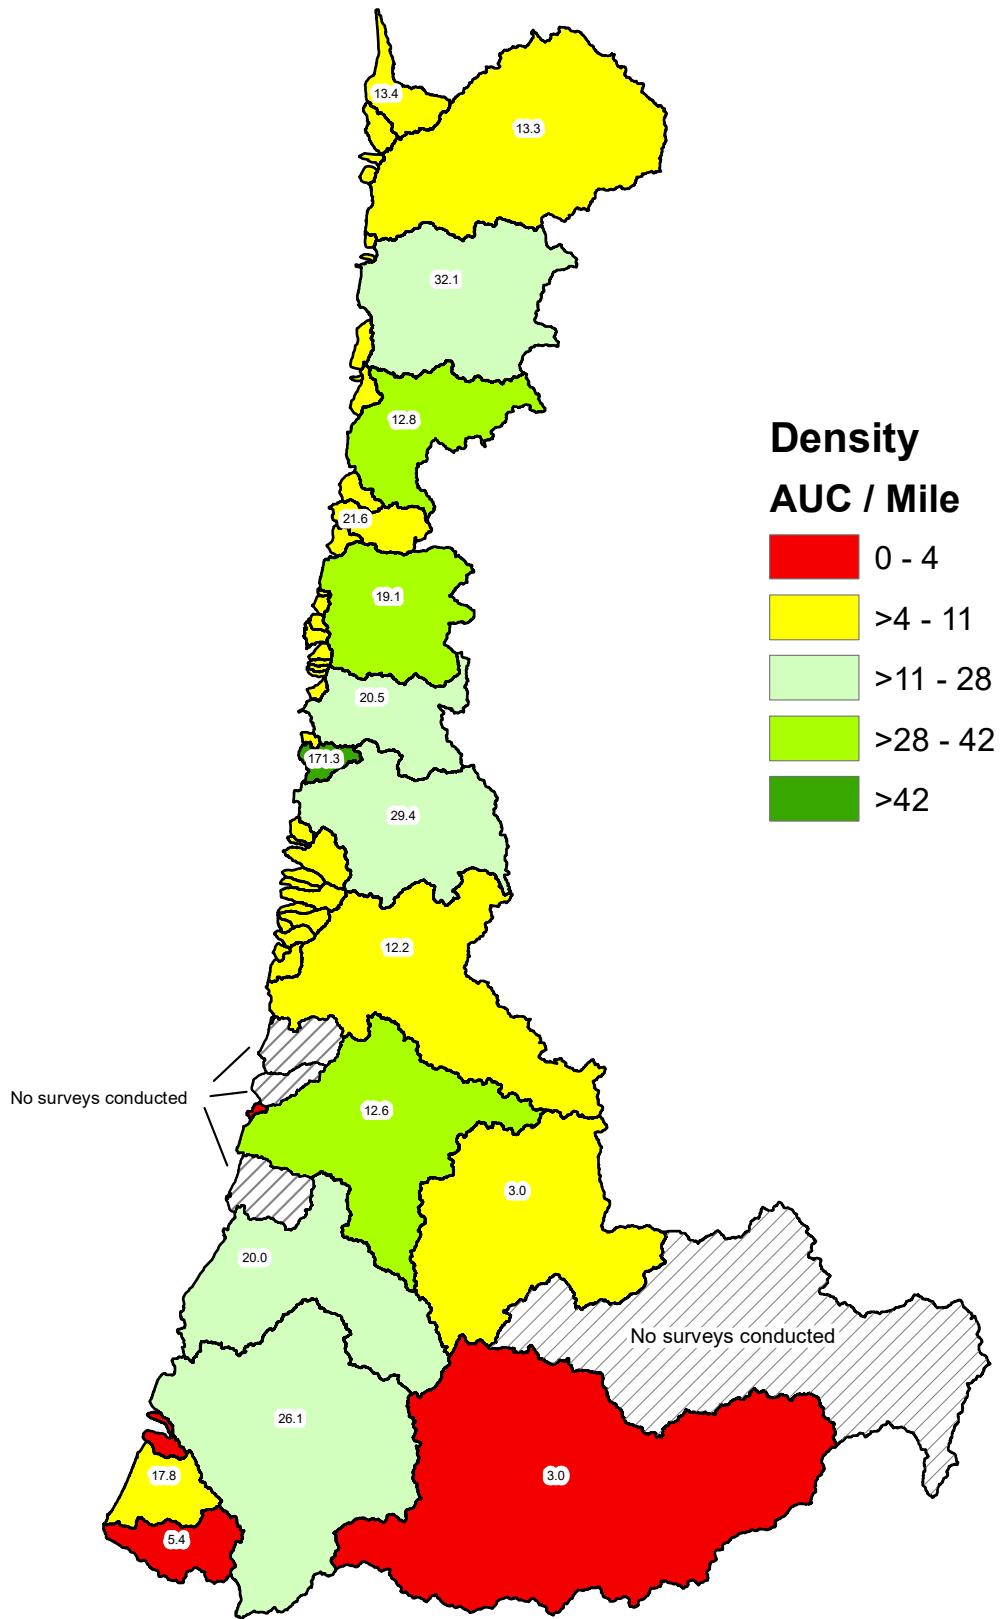 13.4
13.3
32.1
12.8
Density
AUC / Mile
0 - 4
>4 - 11
>11 - 28
>28 - 42
>42
21.6
19.1
20.5
171.3
29.4
12.2
No surveys conducted
12.6
3.0
20.0
No surveys conducted
26.1
17.8
3.0
5.4